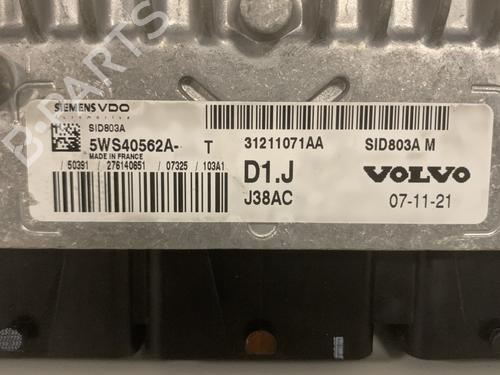 B-PARTS
SIEMENS VDO
Automotive
SID803A
5WS40562A- T
MADE IN FRANCE
/ 50391 / 276140651 / 07325 / 103A1
31211071AA SID803A M
D1.J VOLVO
J38AC 07-11-21